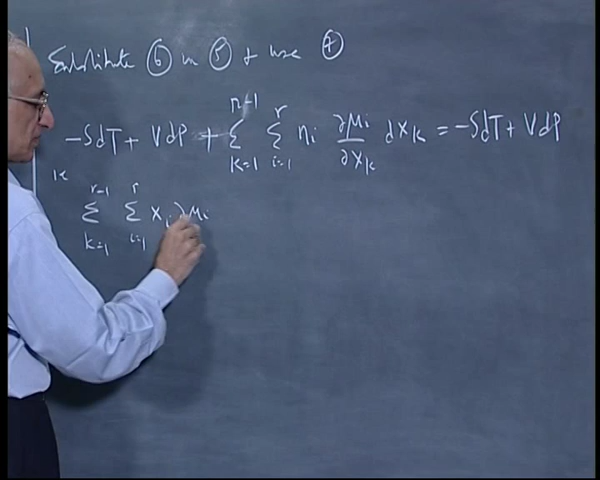 Substitute ⑥ in ⑤ & use ⑦
-SdT + VdP + Σ_{k=1}^{r-1} Σ_{i=1}^{r} n_i ∂μ_i/∂x_k dx_k = -SdT + VdP
Σ_{k=1}^{r-1} Σ_{i=1}^{r} x_i ∂μ_i